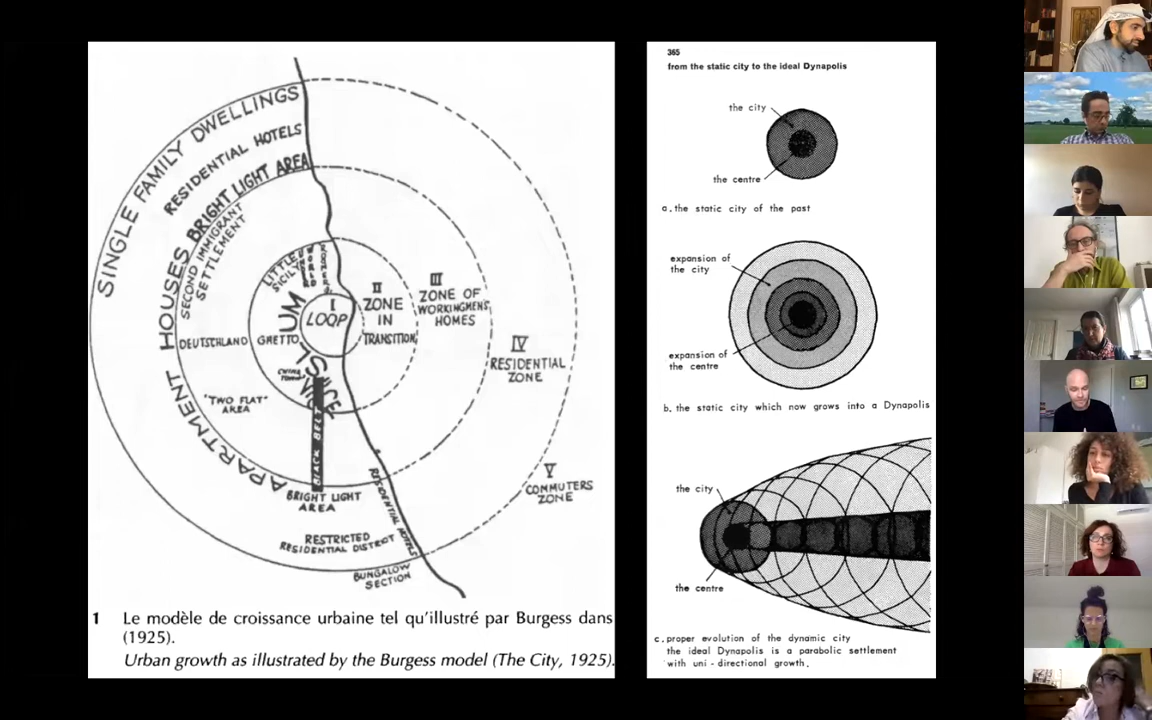 SINGLE FAMILY DWELLINGS
RESIDENTIAL HOTELS
BRIGHT LIGHT AREA
SECOND IMMIGRANT
SETTLEMENT
APARTMENT HOUSES
LITTLE
SICILY
I
LOOP
II
ZONE
IN
TRANSITION
III
ZONE OF
WORKINGMEN'S
HOMES
IV
RESIDENTIAL
ZONE
V
COMMUTERS
ZONE
DEUTSCHLAND
GHETTO
SLUM
CHINA
TOWN
VICE
"TWO FLAT"
AREA
BLACK BELT
BRIGHT LIGHT
AREA
RESIDENTIAL HOTELS
RESTRICTED
RESIDENTIAL DISTRICT
BUNGALOW
SECTION
1 Le modèle de croissance urbaine tel qu'illustré par Burgess dans
(1925).
Urban growth as illustrated by the Burgess model (The City, 1925).
365
from the static city to the ideal Dynapolis
the city
the centre
a. the static city of the past
expansion of
the city
expansion of
the centre
b. the static city which now grows into a Dynapolis
the city
the centre
c. proper evolution of the dynamic city
the ideal Dynapolis is a parabolic settlement
with uni - directional growth.